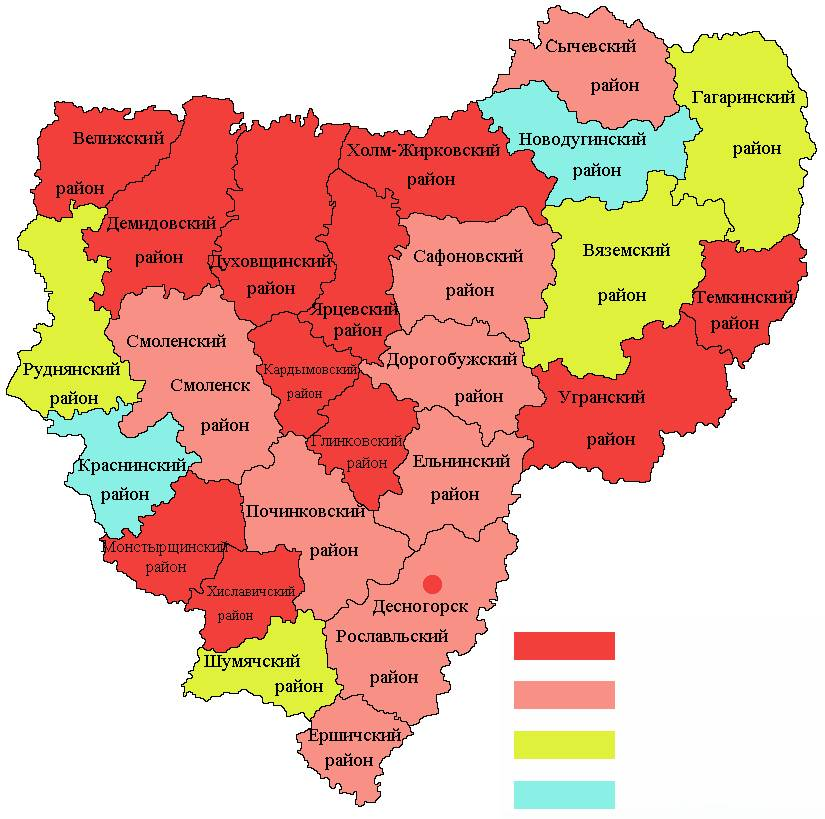 Сычевский
район
Гагаринский
район
Новодугинский
район
Велижский
район
Холм-Жирковский
район
Демидовский
район
Духовщинский
район
Сафоновский
район
Вяземский
район
Темкинский
район
Ярцевский
район
Смоленский
Смоленск
район
Руднянский
район
Кардымовский
район
Дорогобужский
район
Угранский
район
Глинковский
район
Ельнинский
район
Краснинский
район
Починковский
район
Монстырщинский
район
Хиславичский
район
Десногорск
Рославльский
район
Шумячский
район
Ершичский
район